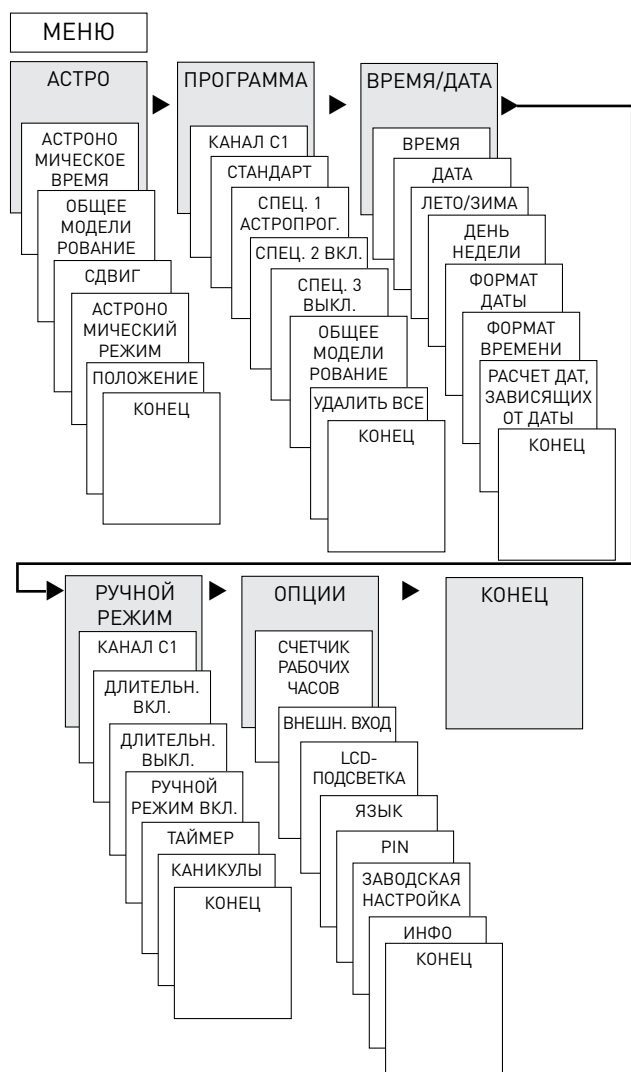 МЕНЮ
АСТРО
АСТРОНО
МИЧЕСКОЕ
ВРЕМЯ
ОБЩЕЕ
МОДЕЛИ
РОВАНИЕ
СДВИГ
АСТРОНО
МИЧЕСКИЙ
РЕЖИМ
ПОЛОЖЕНИЕ
КОНЕЦ
ПРОГРАММА
КАНАЛ C1
СТАНДАРТ
СПЕЦ. 1
АСТРОПРОГ.
СПЕЦ. 2 ВКЛ.
СПЕЦ. 3
ВЫКЛ.
ОБЩЕЕ
МОДЕЛИ
РОВАНИЕ
УДАЛИТЬ ВСЕ
КОНЕЦ
ВРЕМЯ/ДАТА
ВРЕМЯ
ДАТА
ЛЕТО/ЗИМА
ДЕНЬ
НЕДЕЛИ
ФОРМАТ
ДАТЫ
ФОРМАТ
ВРЕМЕНИ
РАСЧЕТ ДАТ,
ЗАВИСЯЩИХ
ОТ ДАТЫ
КОНЕЦ
РУЧНОЙ
РЕЖИМ
КАНАЛ C1
ДЛИТЕЛЬН.
ВКЛ.
ДЛИТЕЛЬН.
ВЫКЛ.
РУЧНОЙ
РЕЖИМ ВКЛ.
ТАЙМЕР
КАНИКУЛЫ
КОНЕЦ
ОПЦИИ
СЧЕТЧИК
РАБОЧИХ
ЧАСОВ
ВНЕШН. ВХОД
LCD-
ПОДСВЕТКА
ЯЗЫК
PIN
ЗАВОДСКАЯ
НАСТРОЙКА
ИНФО
КОНЕЦ
КОНЕЦ